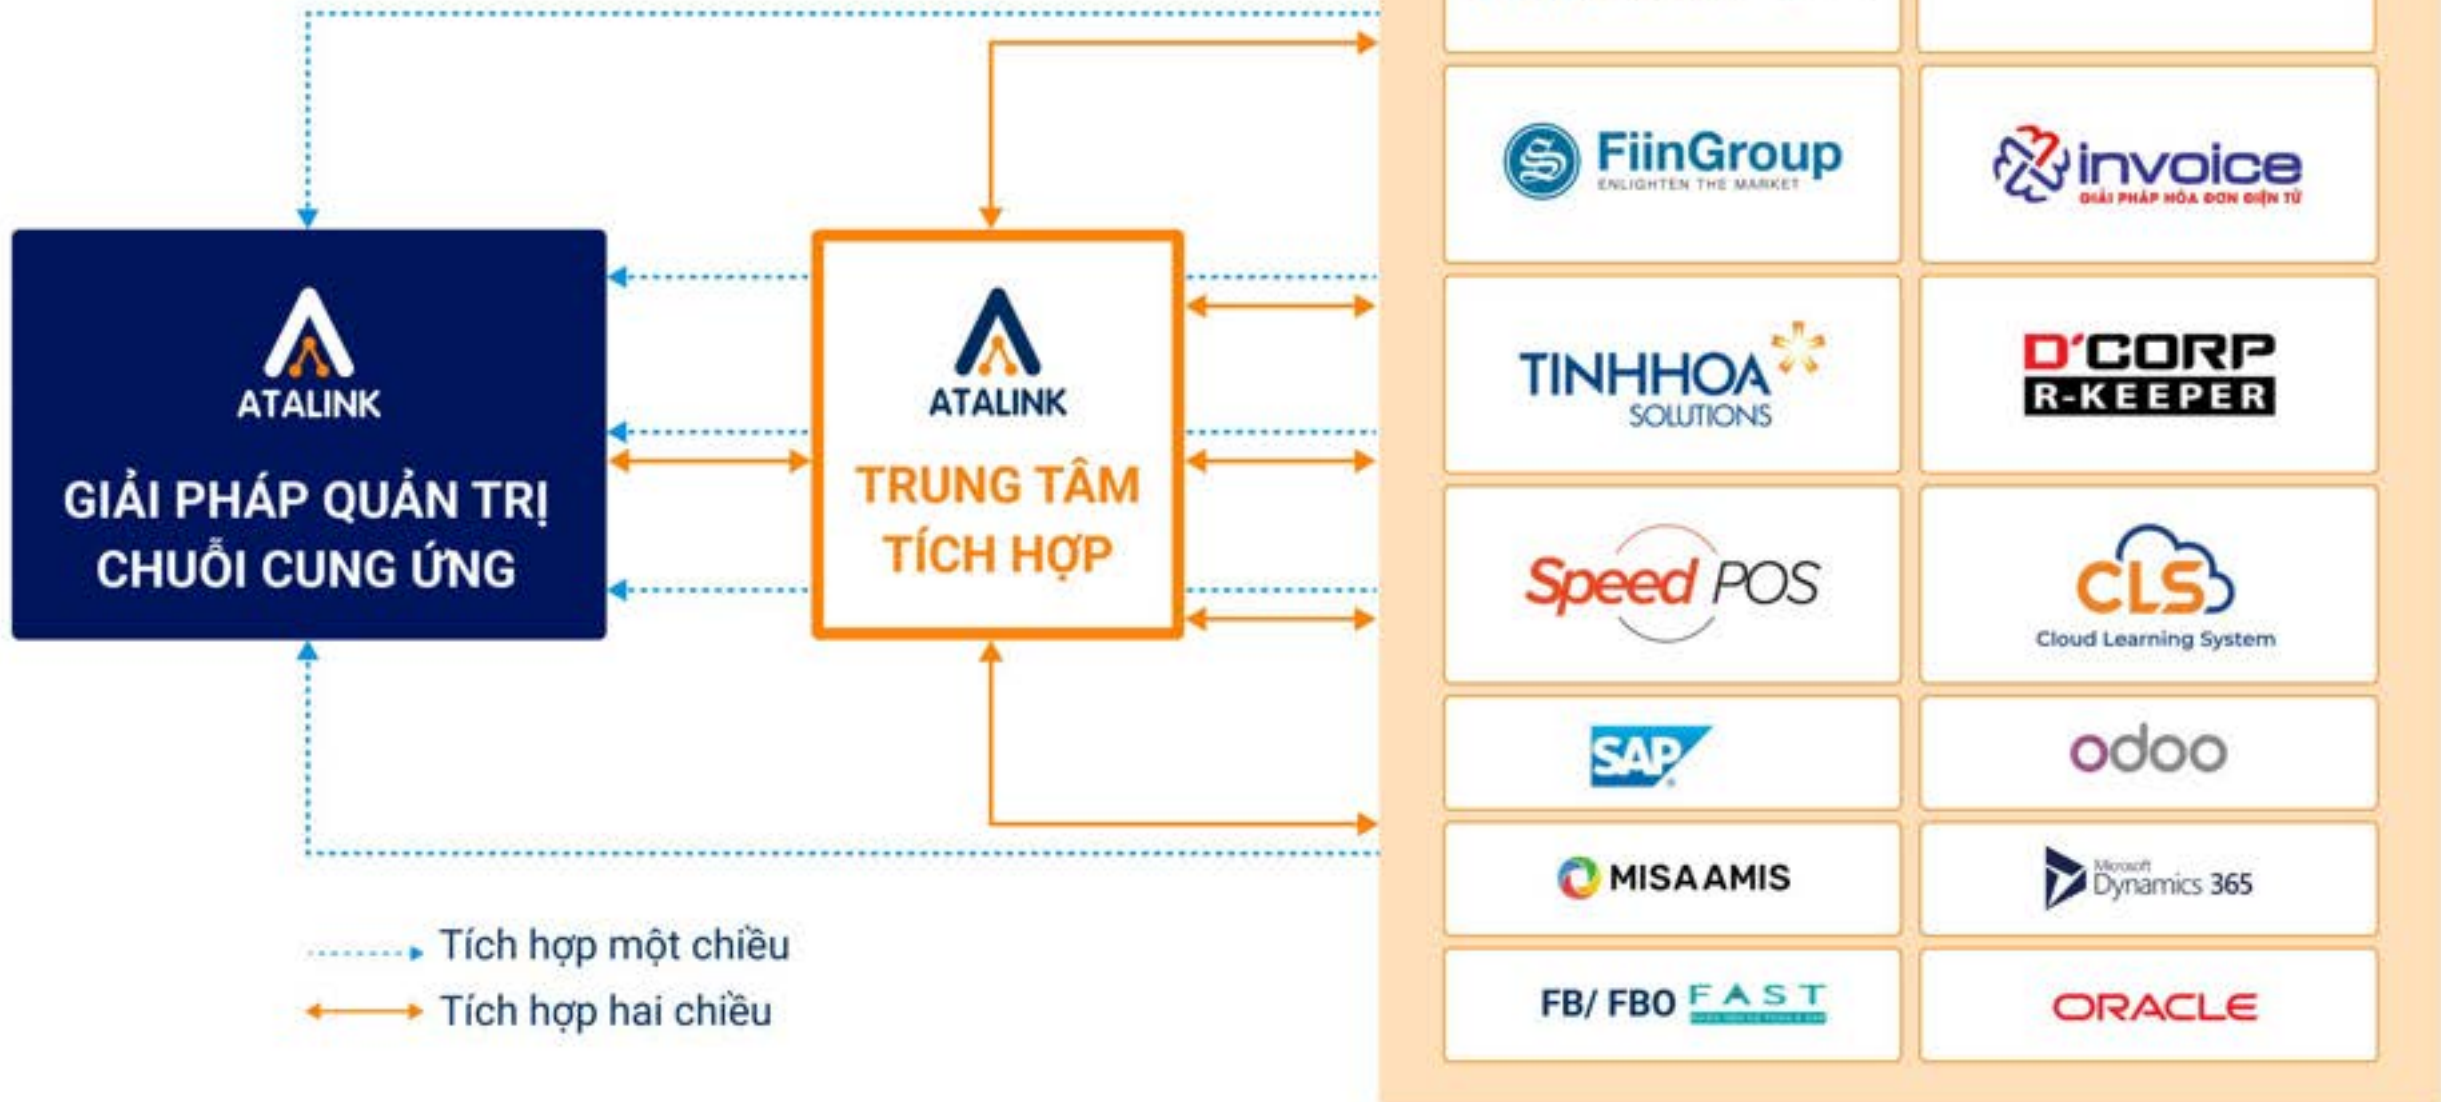 ATALINK
GIẢI PHÁP QUẢN TRỊ
CHUỖI CUNG ỨNG
ATALINK
TRUNG TÂM
TÍCH HỢP
Tích hợp một chiều
Tích hợp hai chiều
FiinGroup
ENLIGHTEN THE MARKET
invoice
GIẢI PHÁP HÓA ĐƠN ĐIỆN TỬ
TINHHOA
SOLUTIONS
D'CORP
R-KEEPER
Speed POS
CLS
Cloud Learning System
SAP
odoo
MISA AMIS
Microsoft
Dynamics 365
FB/ FBO FAST
ORACLE